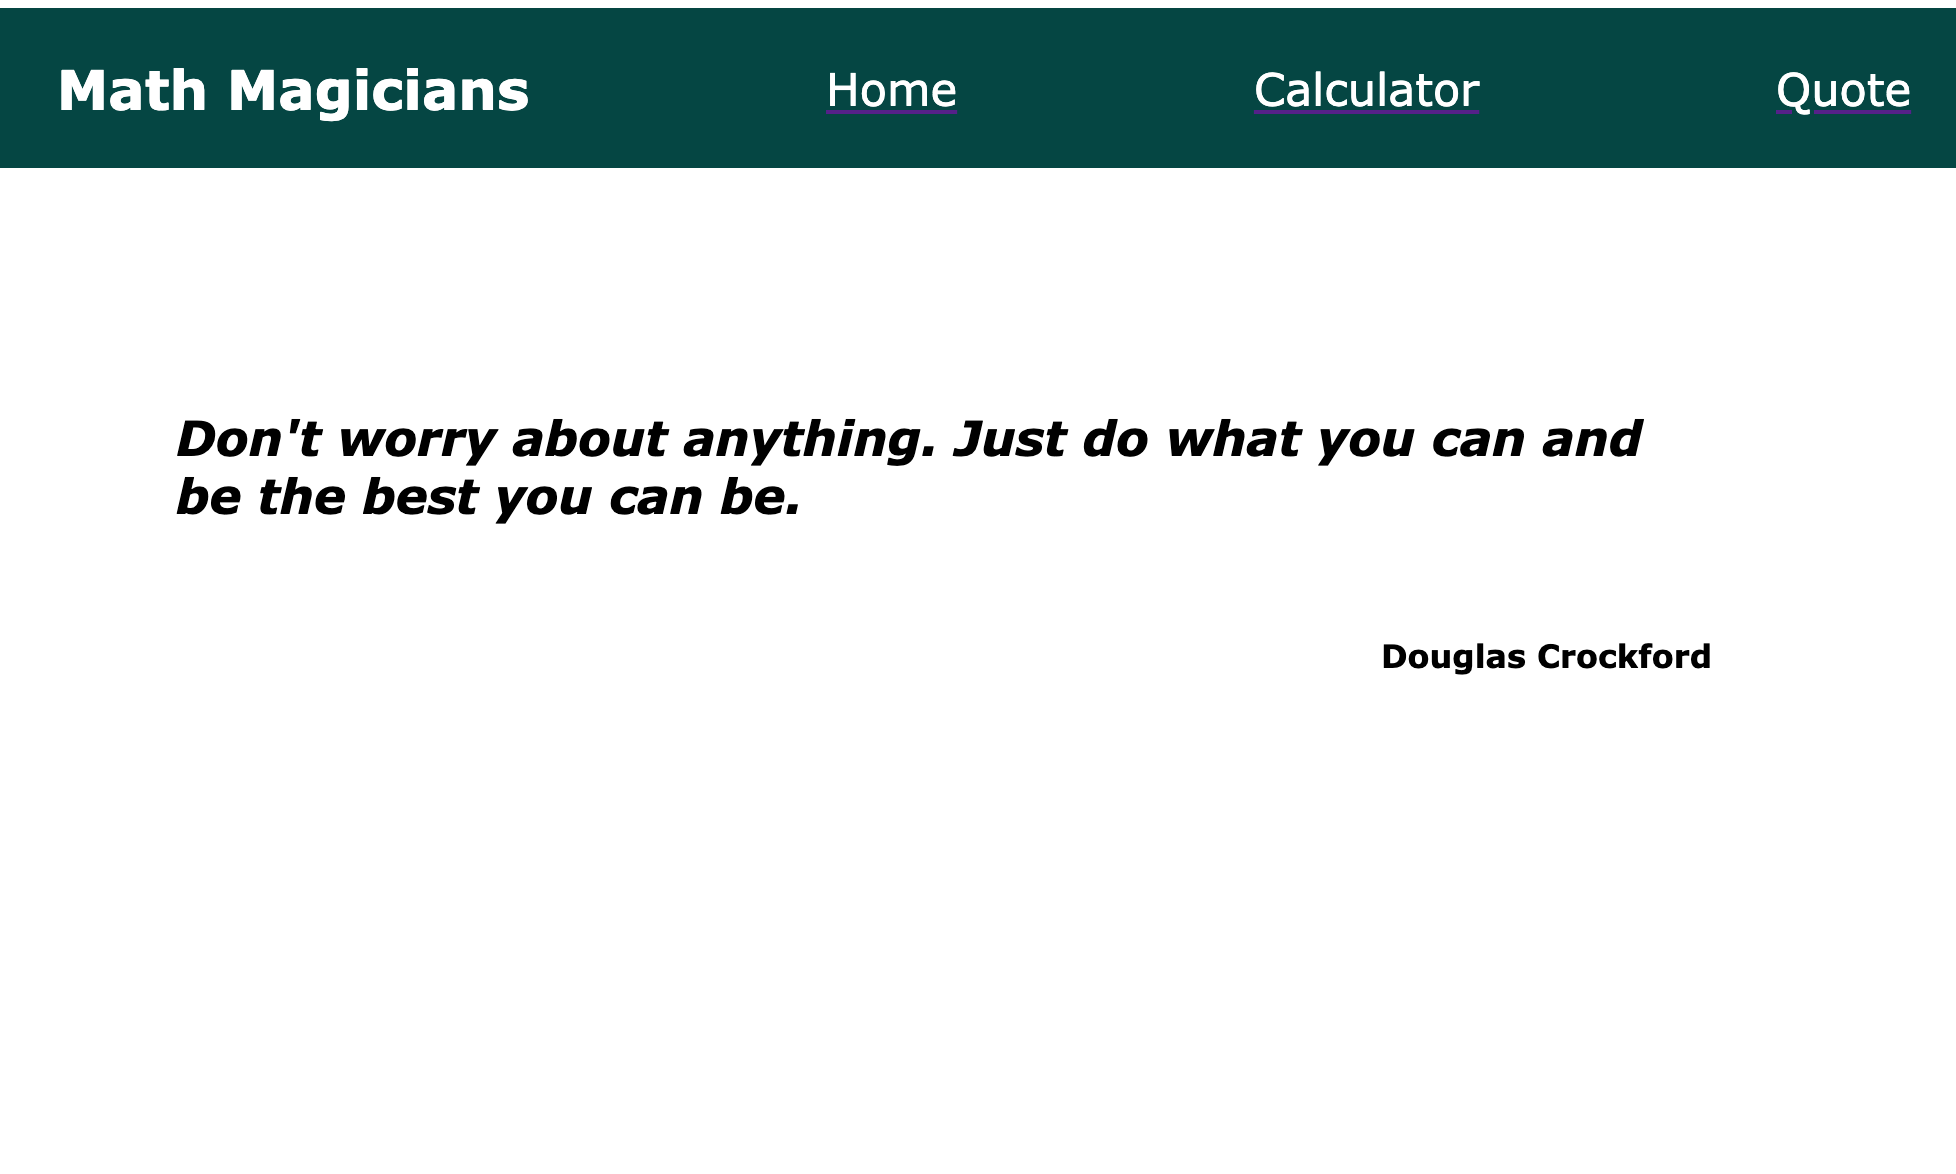 Math Magicians Home Calculator Quote
Don't worry about anything. Just do what you can and
be the best you can be.
Douglas Crockford